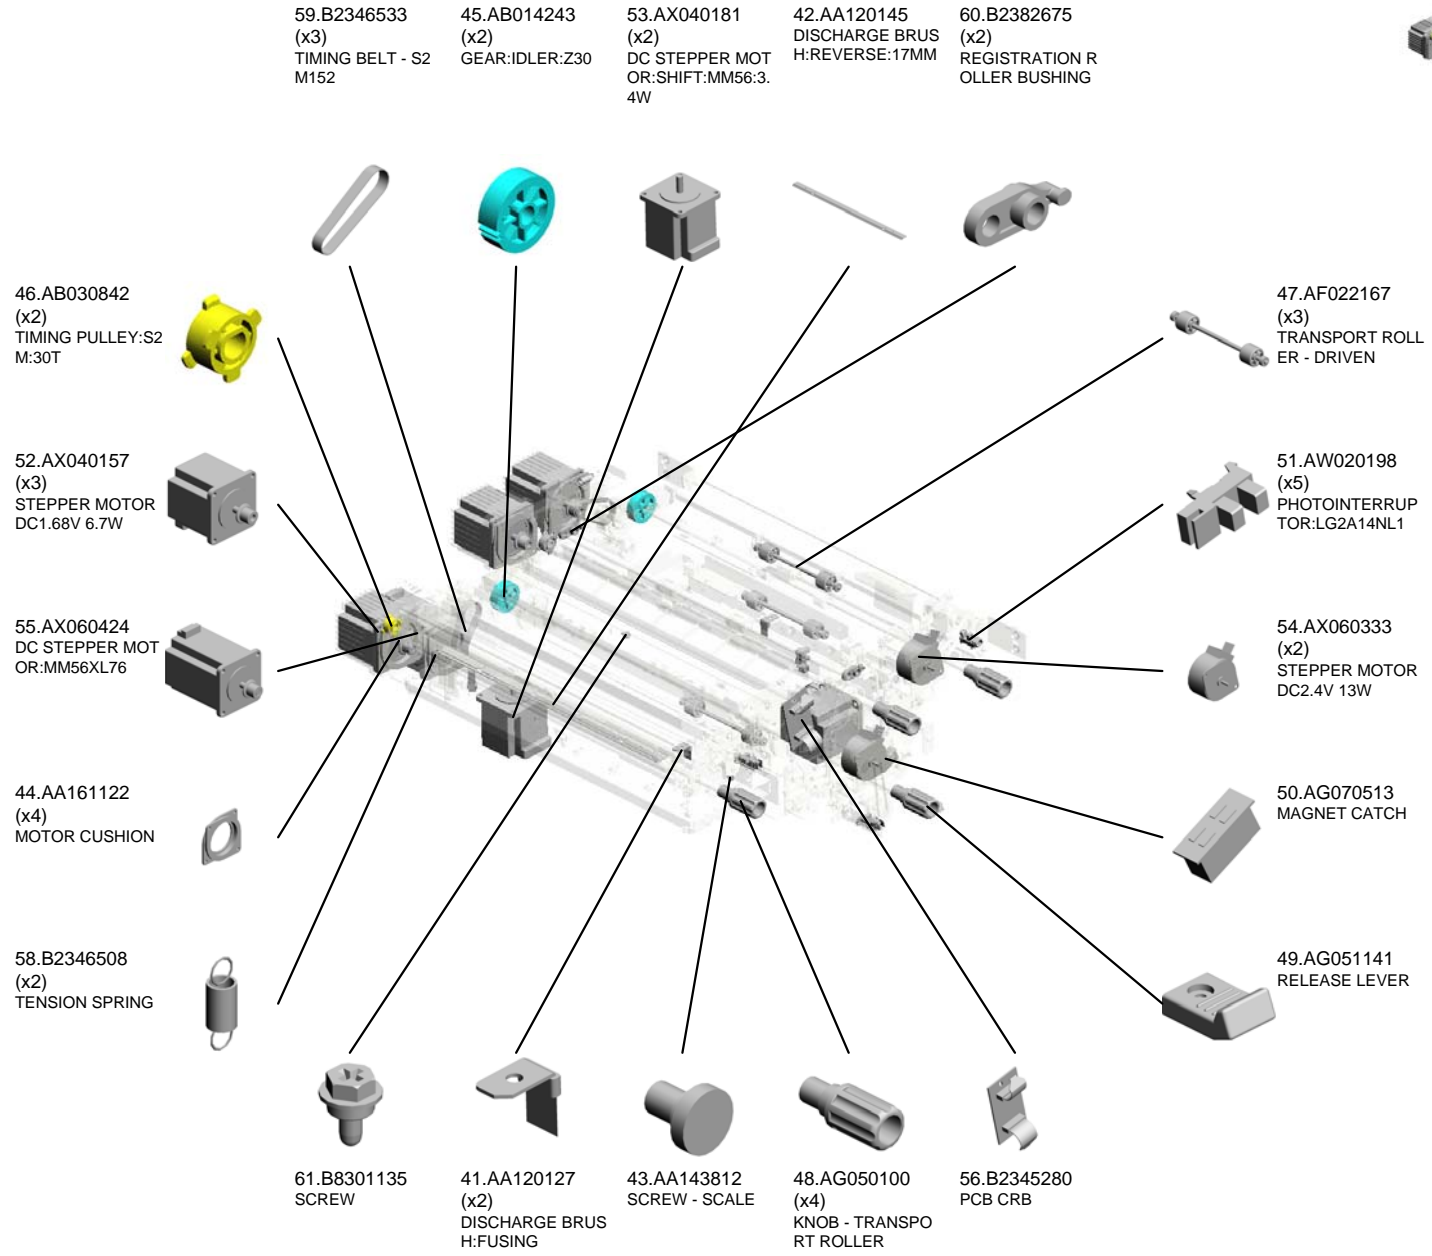 59.B2346533
(x3)
TIMING BELT - S2
M152
45.AB014243
(x2)
GEAR:IDLER:Z30
53.AX040181
(x2)
DC STEPPER MOT
OR:SHIFT:MM56:3.
4W
42.AA120145
DISCHARGE BRUS
H:REVERSE:17MM
60.B2382675
(x2)
REGISTRATION R
OLLER BUSHING
46.AB030842
(x2)
TIMING PULLEY:S2
M:30T
47.AF022167
(x3)
TRANSPORT ROLL
ER - DRIVEN
52.AX040157
(x3)
STEPPER MOTOR
DC1.68V 6.7W
51.AW020198
(x5)
PHOTOINTERRUP
TOR:LG2A14NL1
55.AX060424
DC STEPPER MOT
OR:MM56XL76
54.AX060333
(x2)
STEPPER MOTOR
DC2.4V 13W
44.AA161122
(x4)
MOTOR CUSHION
50.AG070513
MAGNET CATCH
58.B2346508
(x2)
TENSION SPRING
49.AG051141
RELEASE LEVER
61.B8301135
SCREW
41.AA120127
(x2)
DISCHARGE BRUS
H:FUSING
43.AA143812
SCREW - SCALE
48.AG050100
(x4)
KNOB - TRANSPO
RT ROLLER
56.B2345280
PCB CRB